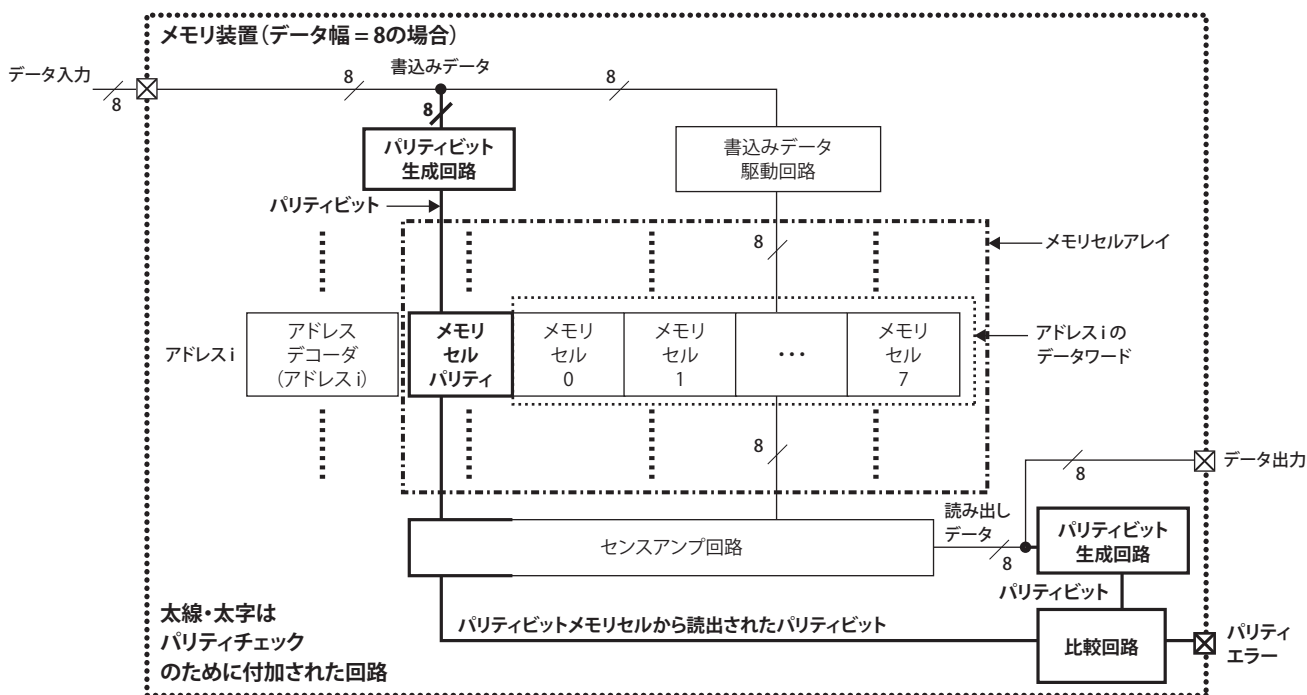 メモリ装置(データ幅=8の場合)
データ入力
8
8
書込みデータ
8
8
パリティビット
生成回路
書込みデータ
駆動回路
パリティビット
8
メモリセルアレイ
アドレス i
アドレス
デコーダ
(アドレス i)
メモリ
セル
パリティ
メモリ
セル
0
メモリ
セル
1
…
メモリ
セル
7
アドレス i の
データワード
8
8
データ出力
センスアンプ回路
読み出し
データ
8
パリティビット
生成回路
パリティビット
パリティビットメモリセルから読出されたパリティビット
比較回路
パリティ
エラー
太線・太字は
パリティチェック
のために付加された回路